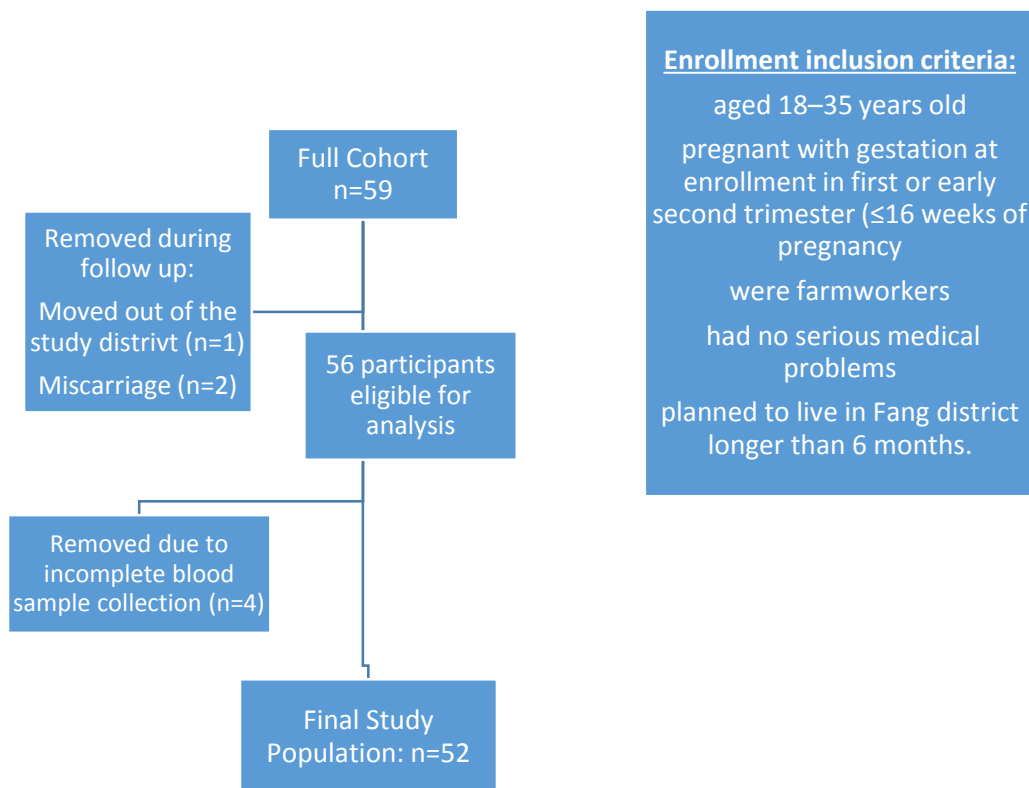 Full Cohort
n=59
Removed during
follow up:
Moved out of the
study distrivt (n=1)
Miscarriage (n=2)
56 participants
eligible for
analysis
Removed due to
incomplete blood
sample collection (n=4)
Final Study
Population: n=52
Enrollment inclusion criteria:
aged 18–35 years old
pregnant with gestation at
enrollment in first or early
second trimester (≤16 weeks of
pregnancy
were farmworkers
had no serious medical
problems
planned to live in Fang district
longer than 6 months.